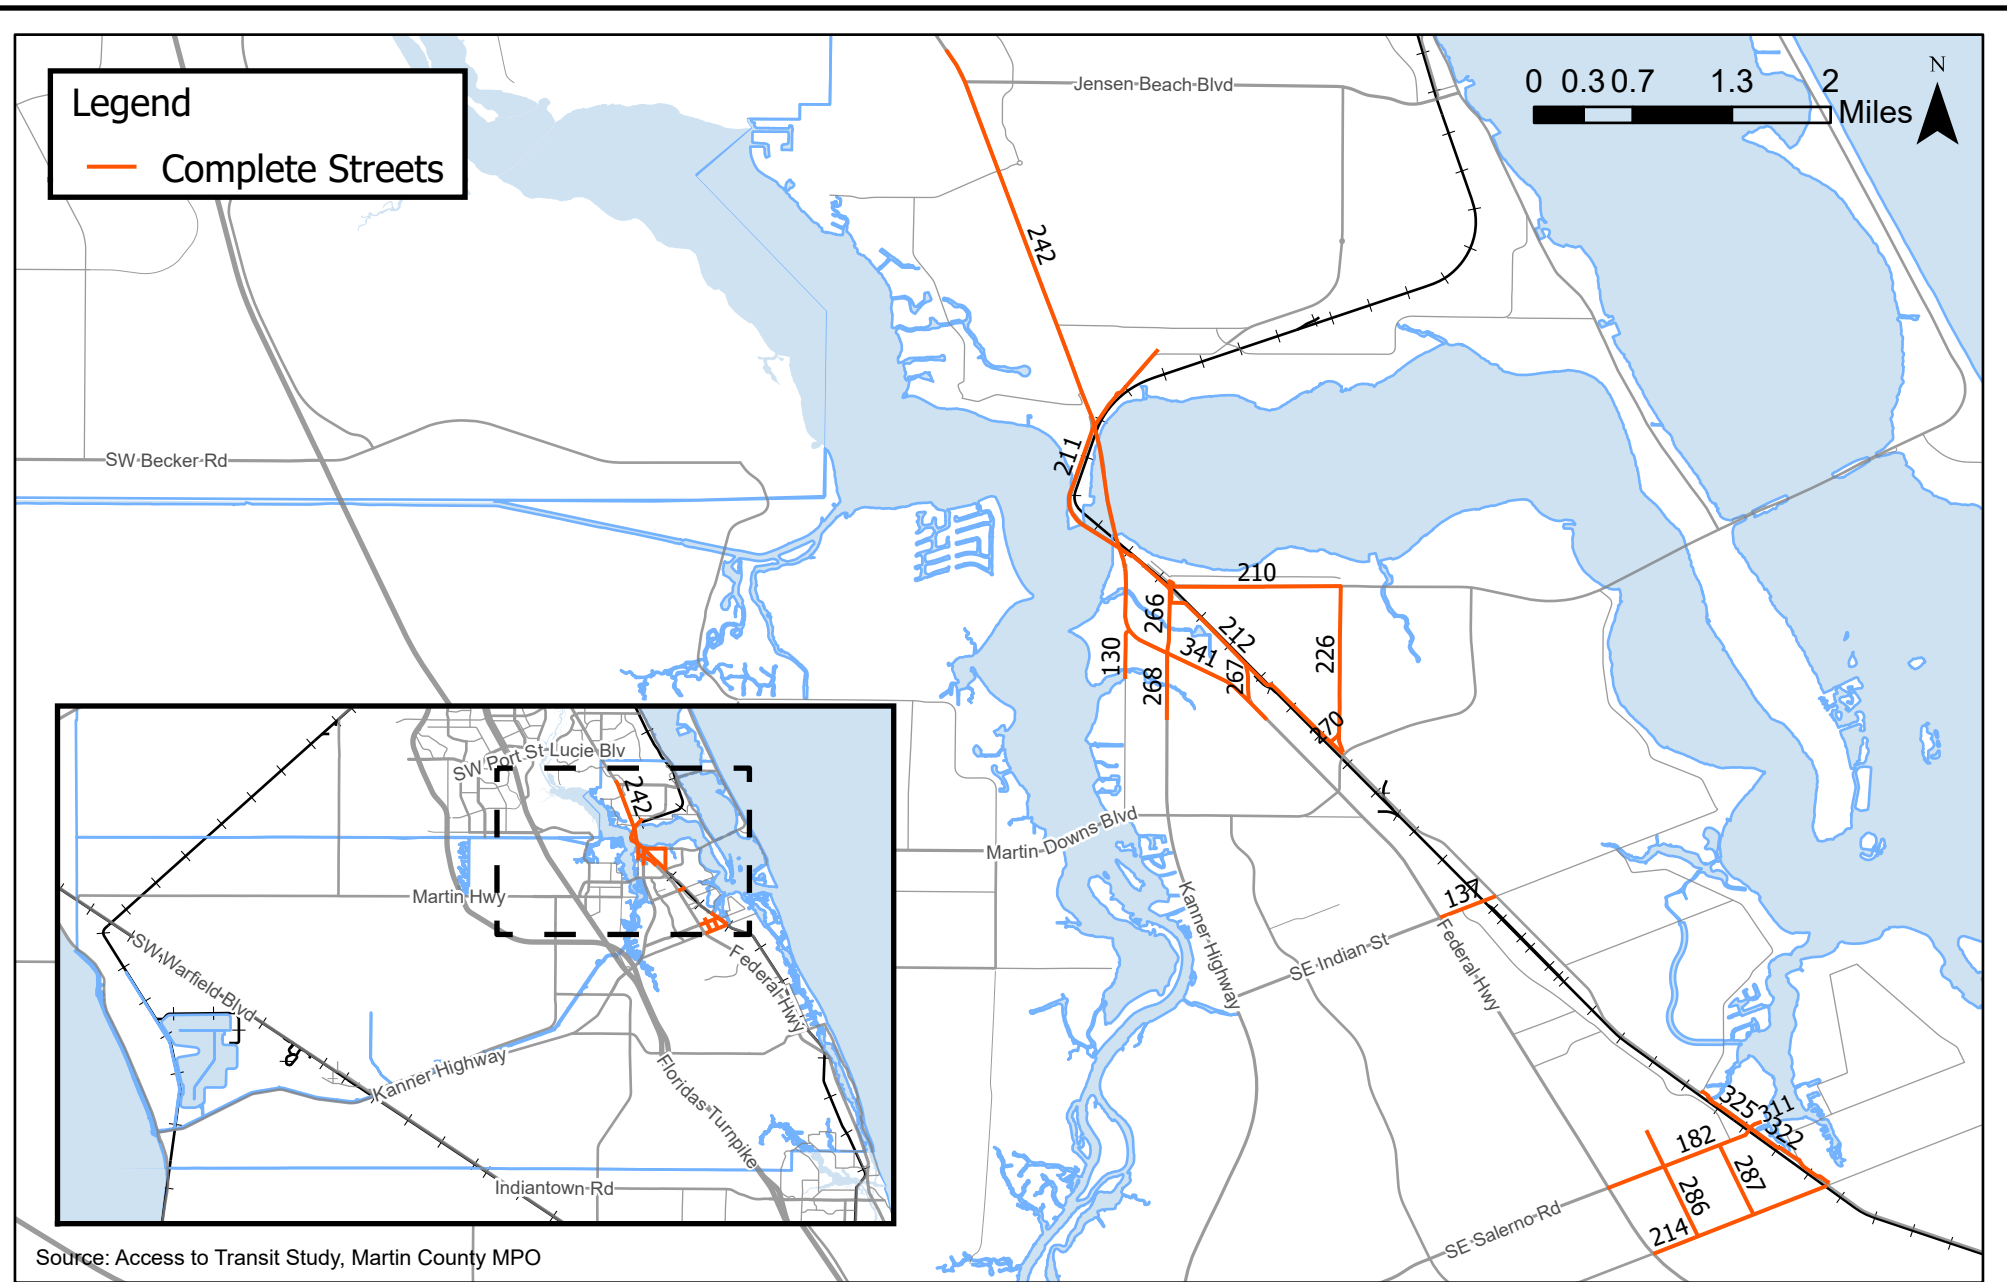 Legend
Complete Streets
0 0.3 0.7 1.3 2
Miles
N
Jensen Beach Blvd
242
211
SW Becker Rd
210
266
212
130
341
226
267
268
270
Martin Downs Blvd
137
Kanner Highway
SE Indian St
Federal Hwy
325
311
322
182
287
286
214
SE Salerno Rd
SW Port St Lucie Blv
242
Martin Hwy
SW Warfield Blvd
Federal Hwy
Kanner Highway
Floridas Turnpike
Indiantown Rd
Source: Access to Transit Study, Martin County MPO